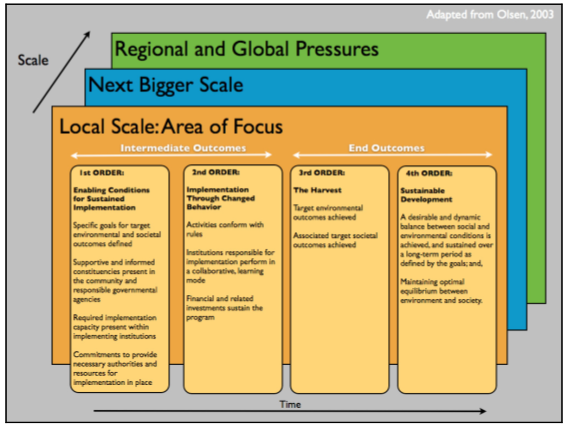 Adapted from Olsen, 2003
Scale
Regional and Global Pressures
Next Bigger Scale
Local Scale: Area of Focus
Intermediate Outcomes
End Outcomes
1st ORDER:
Enabling Conditions
for Sustained
Implementation
Specific goals for target
environmental and societal
outcomes defined
Supportive and informed
constituencies present in
the community and
responsible governmental
agencies
Required implementation
capacity present within
implementing institutions
Commitments to provide
necessary authorities and
resources for
implementation in place
2nd ORDER:
Implementation
Through Changed
Behavior
Activities conform with
rules
Institutions responsible for
implementation perform in
a collaborative, learning
mode
Financial and related
investments sustain the
program
3rd ORDER:
The Harvest
Target environmental
outcomes achieved
Associated target societal
outcomes achieved
4th ORDER:
Sustainable
Development
A desirable and dynamic
balance between social and
environmental conditions is
achieved, and sustained over
a long-term period as
defined by the goals; and,
Maintaining optimal
equilibrium between
environment and society.
Time